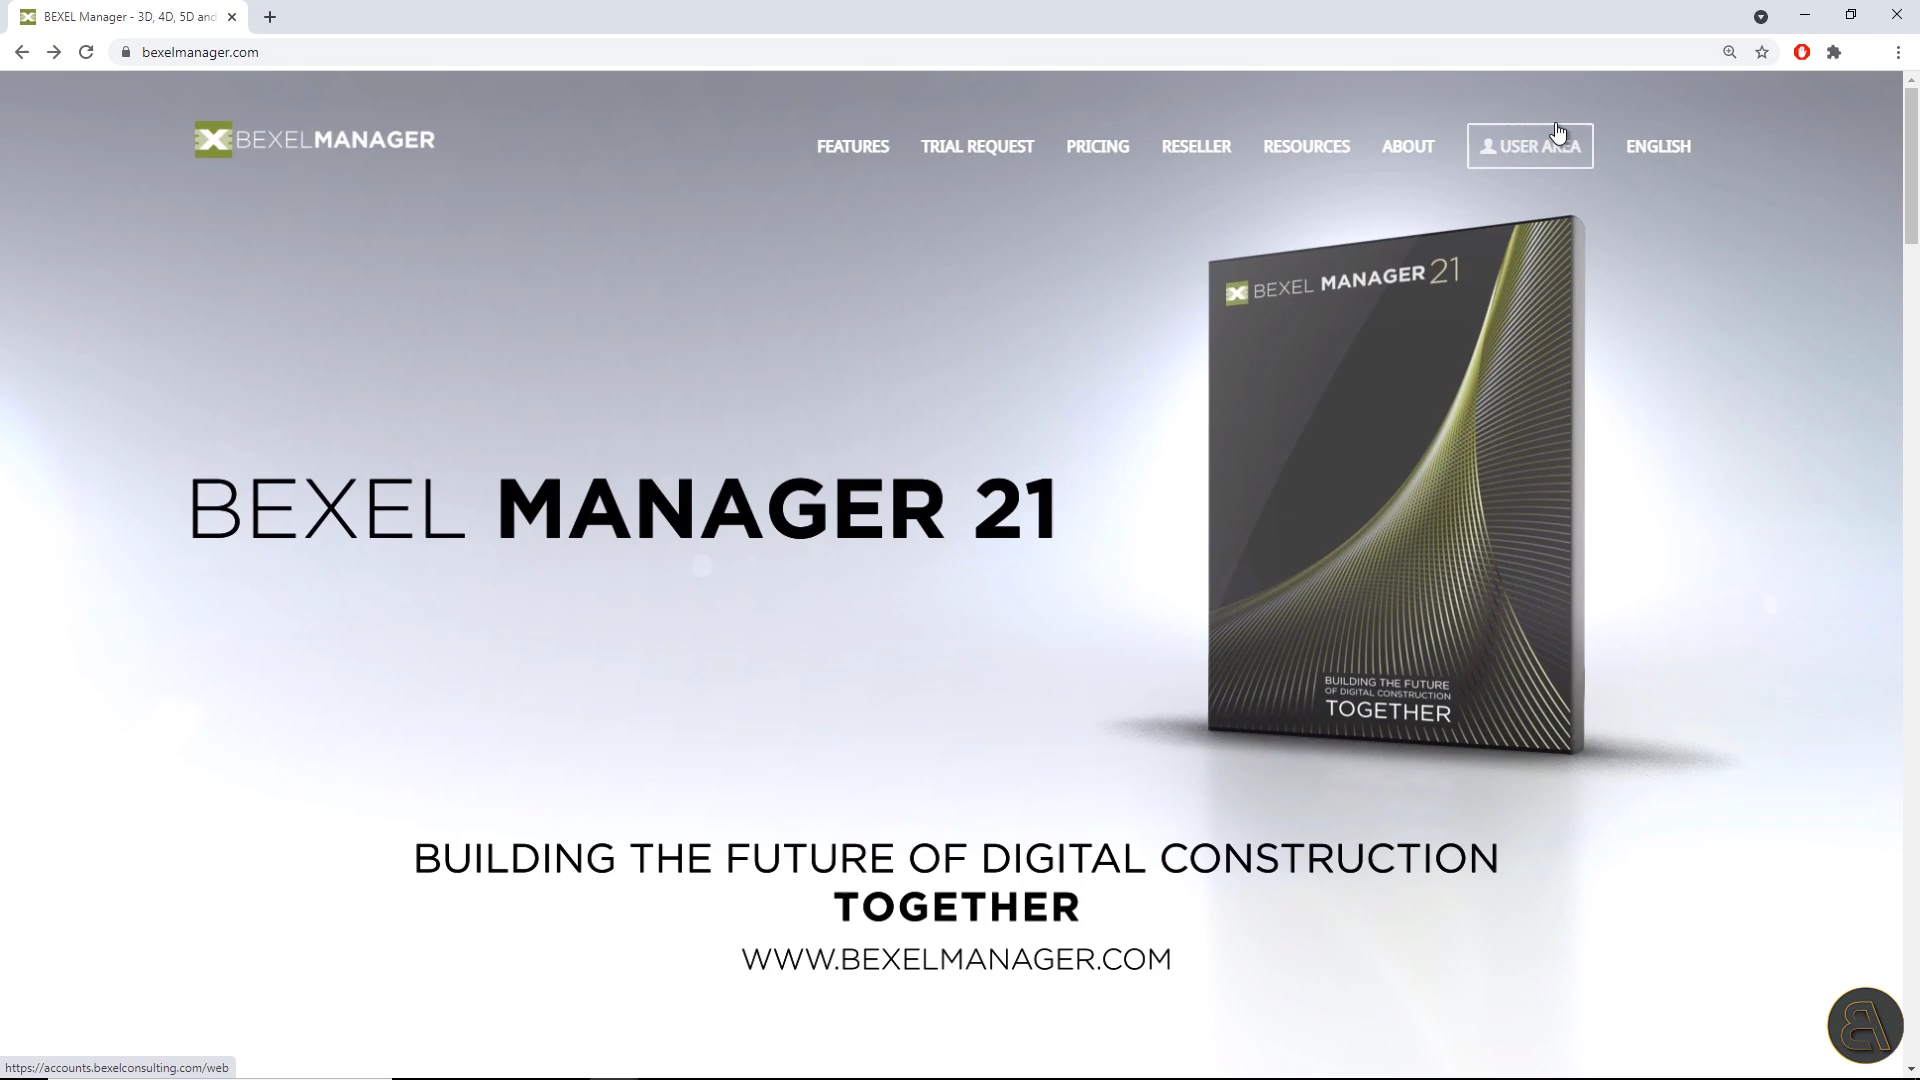 BEXEL Manager - 3D, 4D, 5D and
bexelmanager.com
BEXELMANAGER
FEATURES
TRIAL REQUEST
PRICING
RESELLER
RESOURCES
ABOUT
USER AREA
ENGLISH
BEXEL MANAGER 21
BEXEL MANAGER 21
BUILDING THE FUTURE
OF DIGITAL CONSTRUCTION
TOGETHER
BUILDING THE FUTURE OF DIGITAL CONSTRUCTION
TOGETHER
WWW.BEXELMANAGER.COM
https://accounts.bexelconsulting.com/web